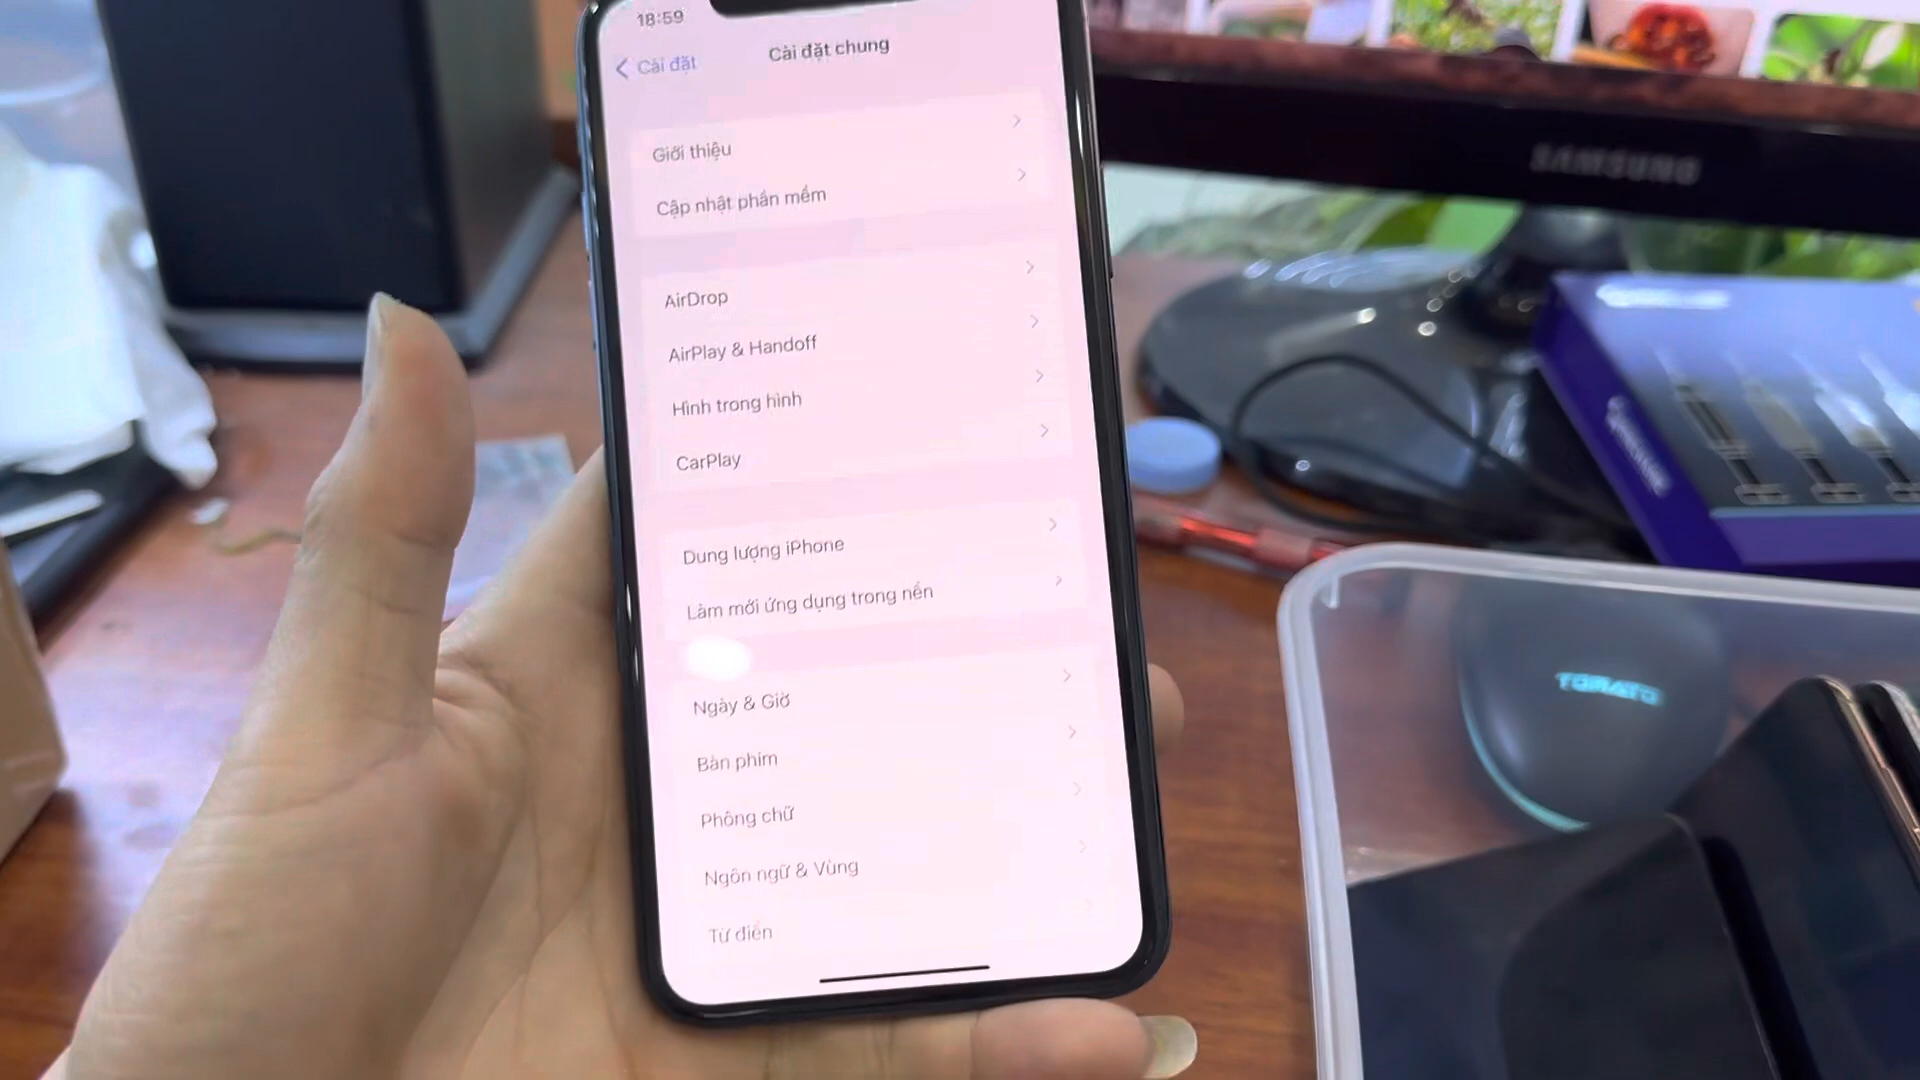 18:59
Cài đặt
Cài đặt chung
Giới thiệu
Cập nhật phần mềm
AirDrop
AirPlay & Handoff
Hình trong hình
CarPlay
Dung lượng iPhone
Làm mới ứng dụng trong nền
Ngày & Giờ
Bàn phím
Phông chữ
Ngôn ngữ & Vùng
Từ điển
SAMSUNG
TOMATO